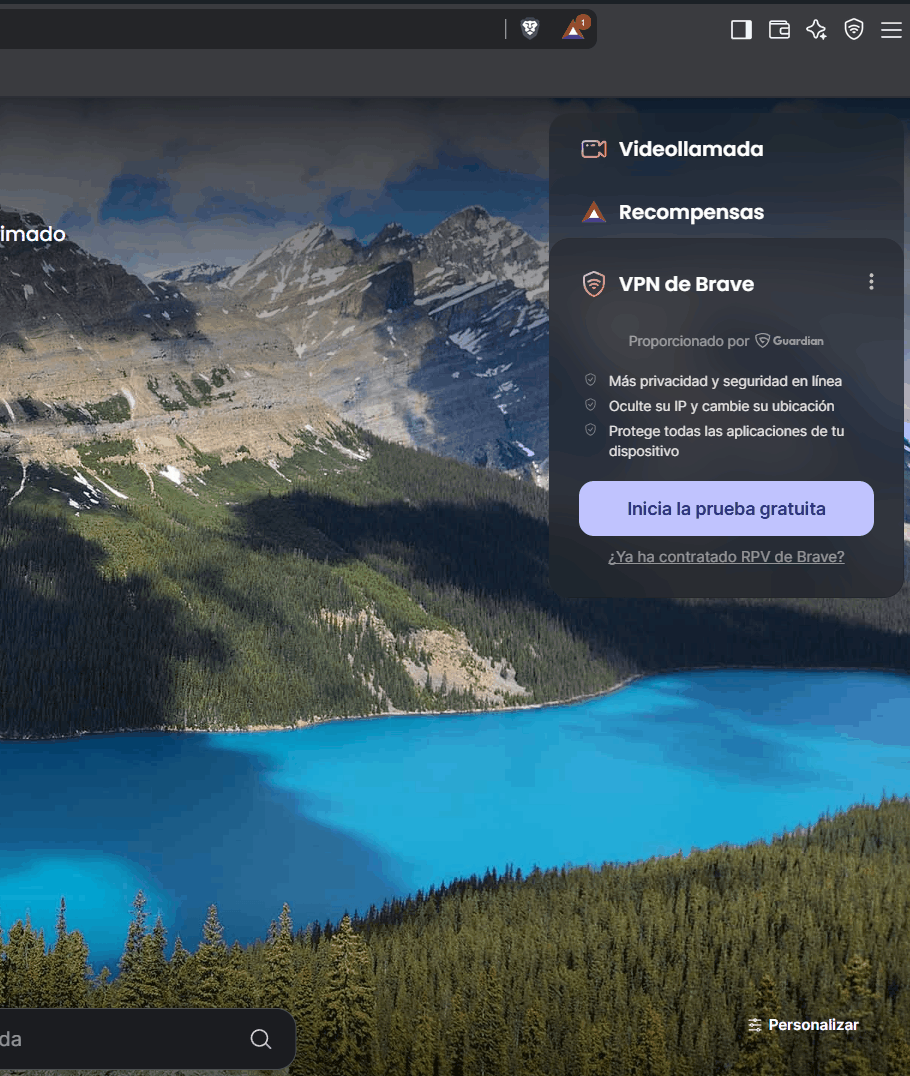 1
Videollamada
imado
Recompensas
VPN de Brave
Proporcionado por Guardian
Más privacidad y seguridad en línea
Oculte su IP y cambie su ubicación
Protege todas las aplicaciones de tu
dispositivo
Inicia la prueba gratuita
¿Ya ha contratado RPV de Brave?
da
Personalizar